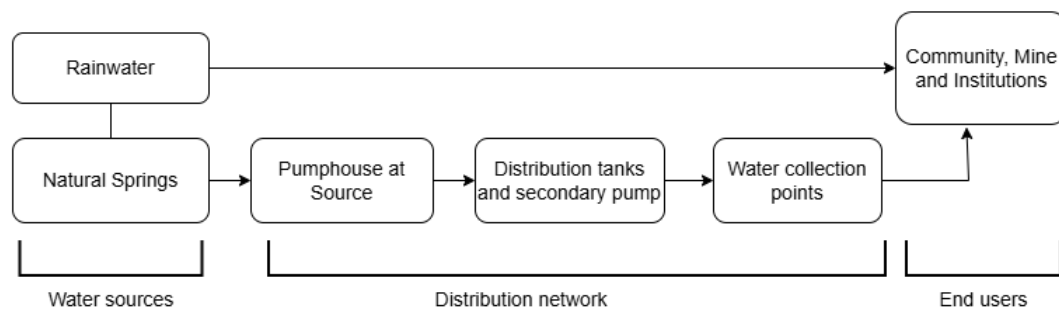 Rainwater
Community, Mine
and Institutions
Natural Springs
Pumphouse at
Source
Distribution tanks
and secondary pump
Water collection
points
Water sources
Distribution network
End users